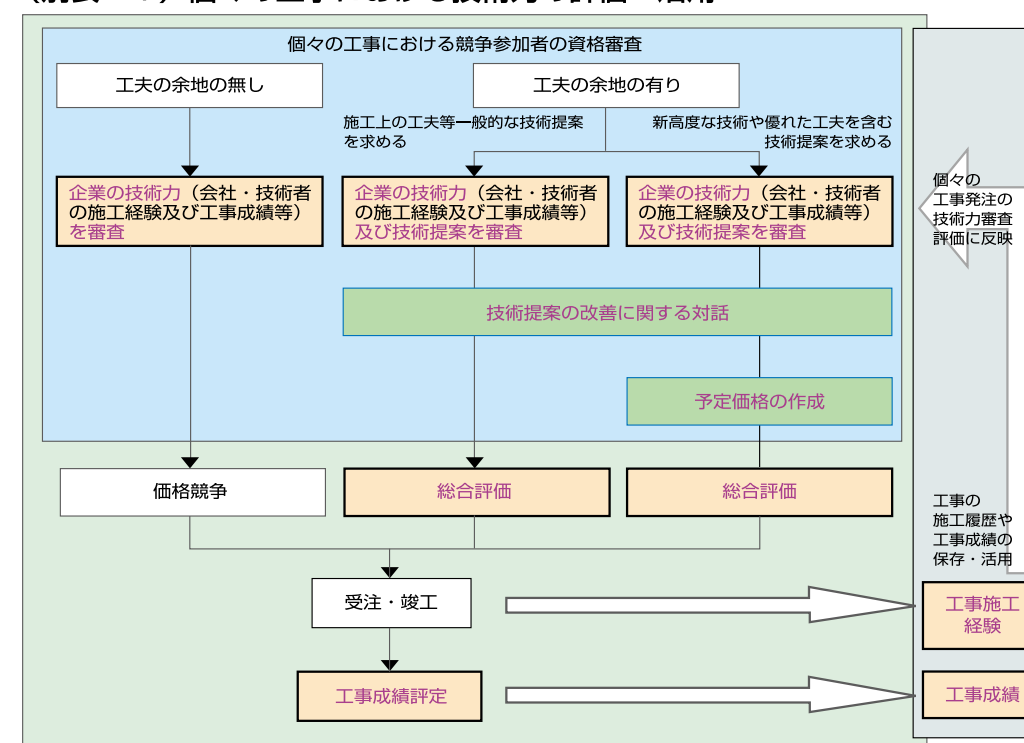 個々の工事における競争参加者の資格審査
工夫の余地の無し
工夫の余地の有り
施工上の工夫等一般的な技術提案
を求める
新高度な技術や優れた工夫を含む
技術提案を求める
企業の技術力（会社・技術者
の施工経験及び工事成績等）
を審査
企業の技術力（会社・技術者
の施工経験及び工事成績等）
及び技術提案を審査
企業の技術力（会社・技術者
の施工経験及び工事成績等）
及び技術提案を審査
個々の
工事発注の
技術力審査
評価に反映
技術提案の改善に関する対話
予定価格の作成
価格競争
総合評価
総合評価
工事の
施工履歴や
工事成績の
保存・活用
受注・竣工
工事施工
経験
工事成績評定
工事成績